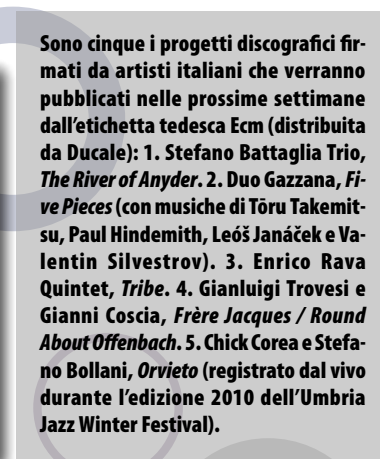 Sono cinque i progetti discografici fir-
mati da artisti italiani che verranno
pubblicati nelle prossime settimane
dall'etichetta tedesca Ecm (distribuita
da Ducale): 1. Stefano Battaglia Trio,
The River of Anyder. 2. Duo Gazzana, Fi-
ve Pieces (con musiche di Tōru Takemit-
su, Paul Hindemith, Leóš Janáček e Va-
lentin Silvestrov). 3. Enrico Rava
Quintet, Tribe. 4. Gianluigi Trovesi e
Gianni Coscia, Frère Jacques / Round
About Offenbach. 5. Chick Corea e Stefa-
no Bollani, Orvieto (registrato dal vivo
durante l'edizione 2010 dell'Umbria
Jazz Winter Festival).